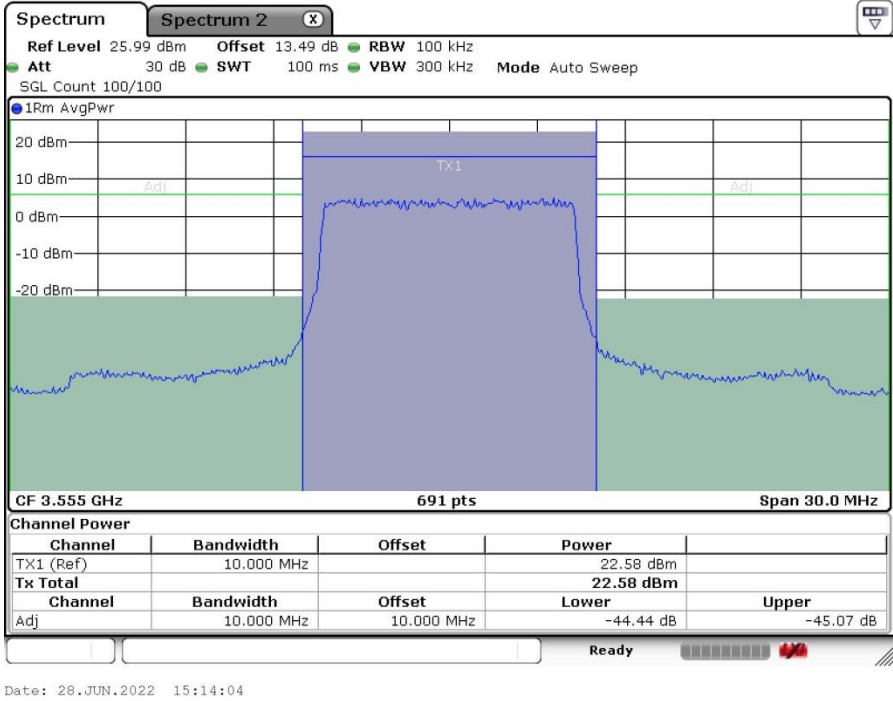 Spectrum Spectrum 2 X
Ref Level 25.99 dBm Offset 13.49 dB RBW 100 kHz
Att 30 dB SWT 100 ms VBW 300 kHz Mode Auto Sweep
SGL Count 100/100
1Rm AvgPwr
20 dBm
TX1
10 dBm
Adj Adj
0 dBm
-10 dBm
-20 dBm
CF 3.555 GHz 691 pts Span 30.0 MHz
Channel Power
Channel Bandwidth Offset Power
TX1 (Ref) 10.000 MHz 22.58 dBm
Tx Total 22.58 dBm
Channel Bandwidth Offset Lower Upper
Adj 10.000 MHz 10.000 MHz -44.44 dB -45.07 dB
Ready
Date: 28.JUN.2022 15:14:04